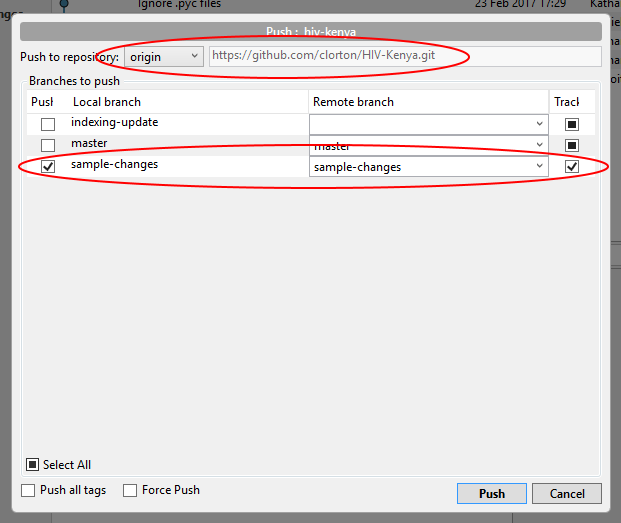 Ignore .pyc files 23 Feb 2017 17:29 Katha
Push : hiv-kenya
Push to repository: origin https://github.com/clorton/HIV-Kenya.git
Branches to push
Push Local branch Remote branch Track
indexing-update
master master
sample-changes sample-changes
Select All
Push all tags Force Push Push Cancel